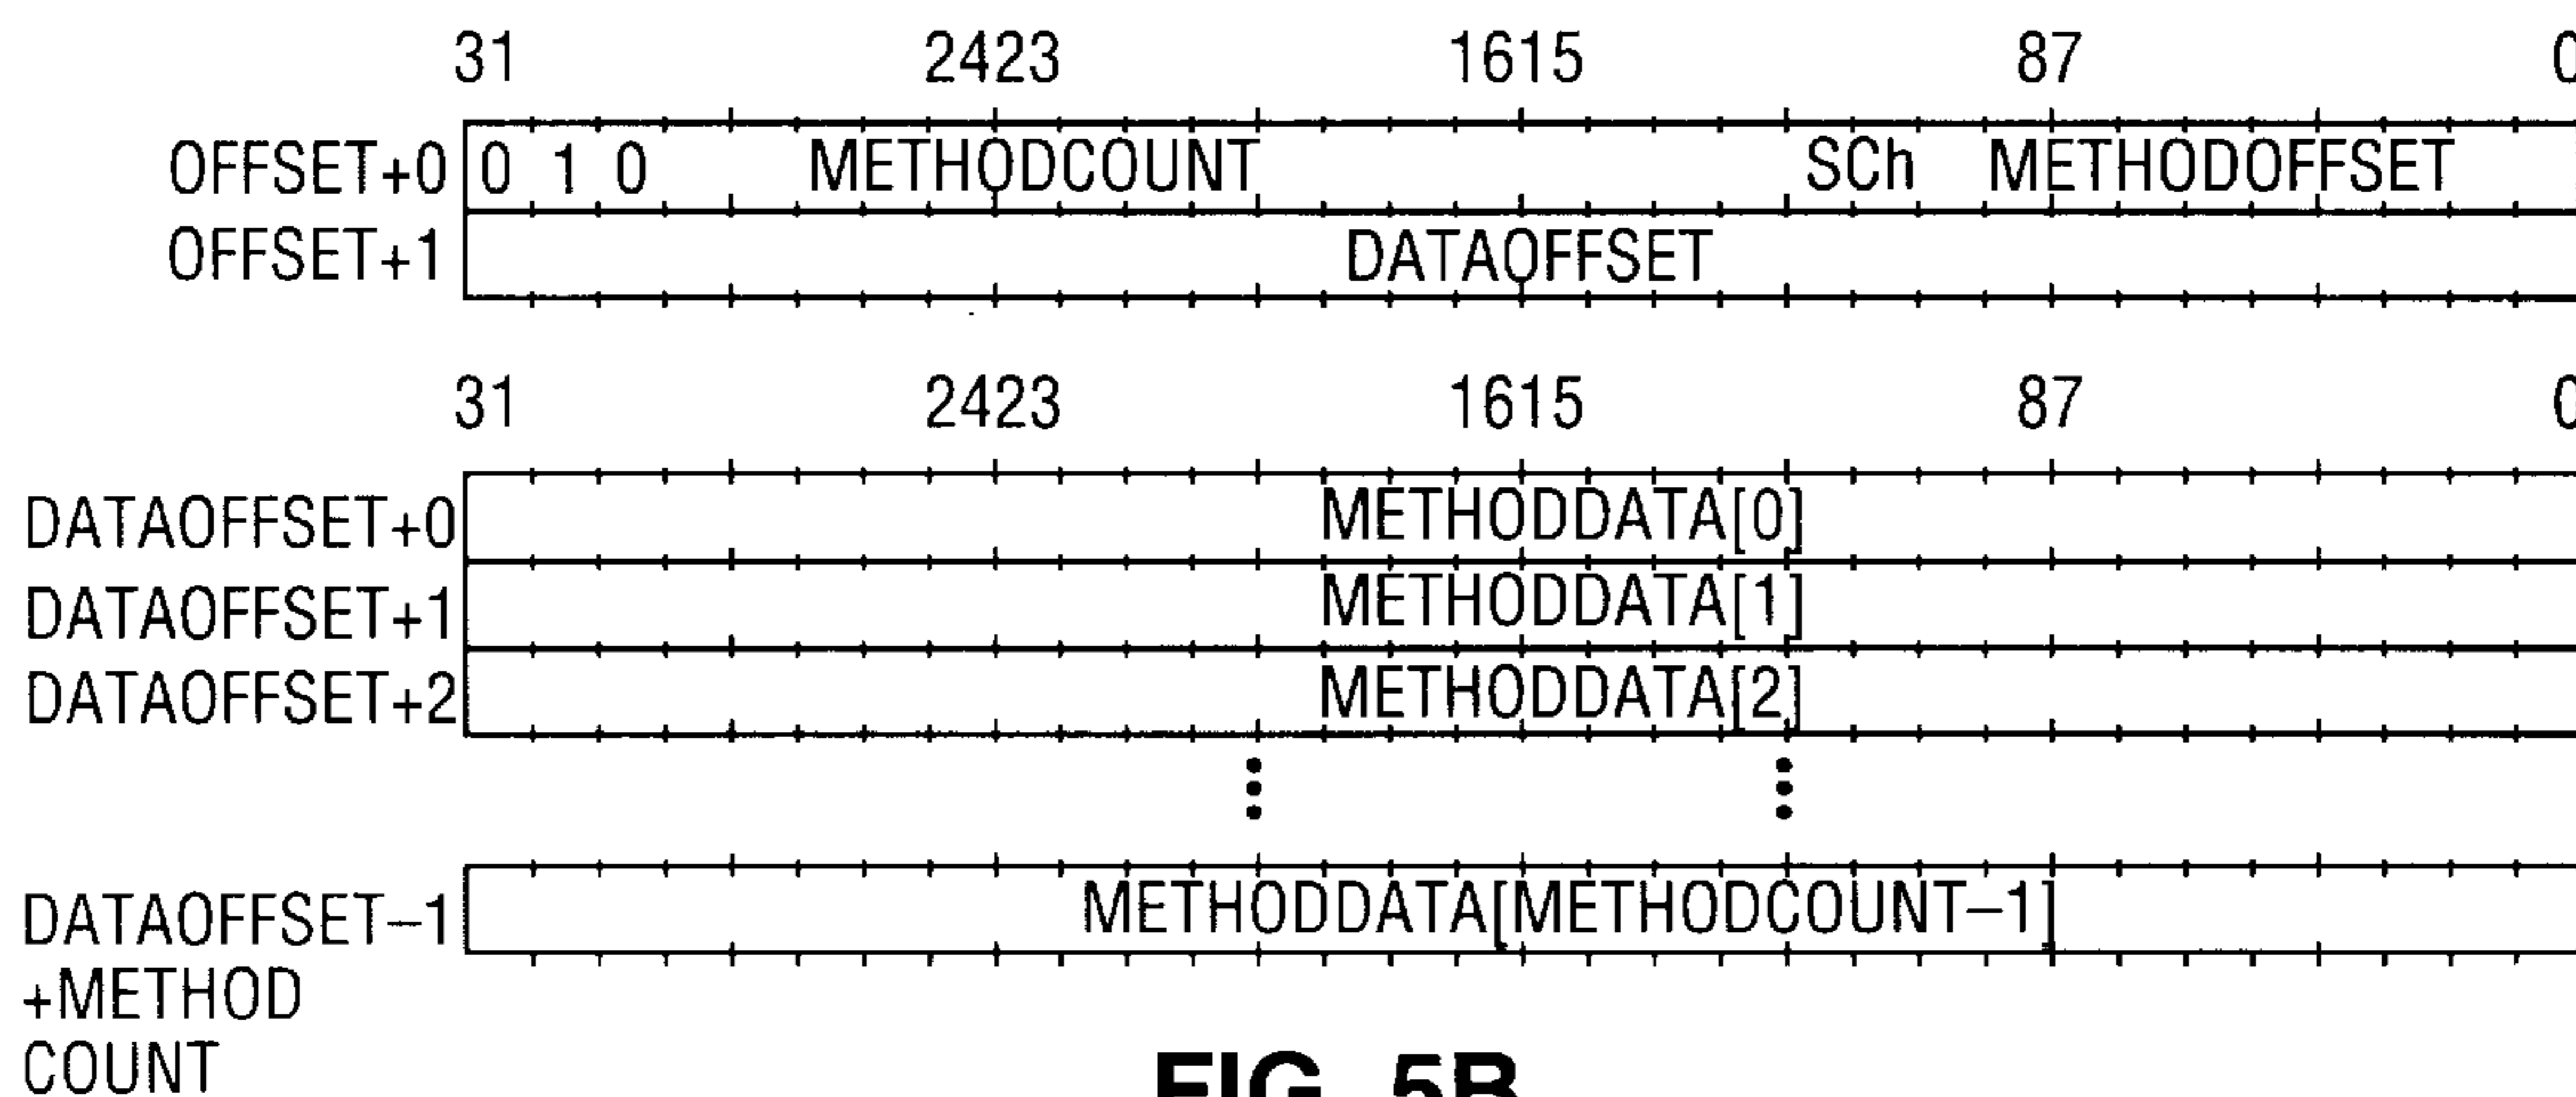 31 2423 1615 87 0
OFFSET+0 0 1 0 METHODCOUNT SCh METHODOFFSET
OFFSET+1 DATAOFFSET
31 2423 1615 87 0
DATAOFFSET+0 METHODDATA[0]
DATAOFFSET+1 METHODDATA[1]
DATAOFFSET+2 METHODDATA[2]
DATAOFFSET–1 METHODDATA[METHODCOUNT–1]
+METHOD
COUNT
FIG. 5B